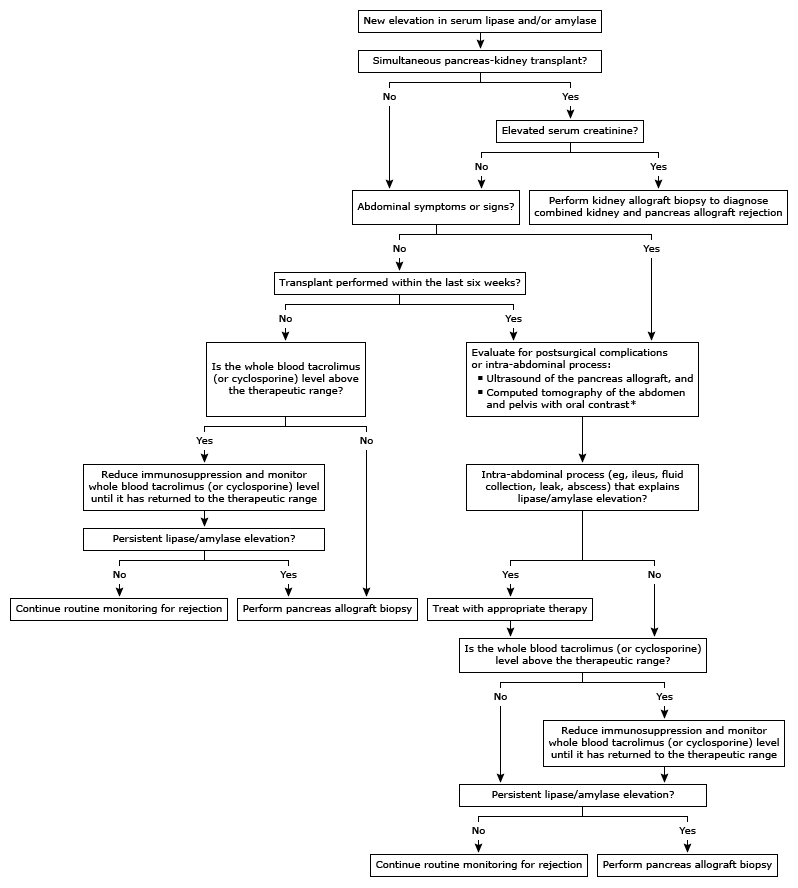 New elevation in serum lipase and/or amylase
Simultaneous pancreas-kidney transplant?
No
Yes
Elevated serum creatinine?
No
Yes
Abdominal symptoms or signs?
Perform kidney allograft biopsy to diagnose
combined kidney and pancreas allograft rejection
No
Yes
Transplant performed within the last six weeks?
No
Yes
Is the whole blood tacrolimus
(or cyclosporine) level above
the therapeutic range?
Evaluate for postsurgical complications
or intra-abdominal process:
▪ Ultrasound of the pancreas allograft, and
▪ Computed tomography of the abdomen
and pelvis with oral contrast*
Yes
No
Reduce immunosuppression and monitor
whole blood tacrolimus (or cyclosporine) level
until it has returned to the therapeutic range
Intra-abdominal process (eg, ileus, fluid
collection, leak, abscess) that explains
lipase/amylase elevation?
Persistent lipase/amylase elevation?
No
Yes
Yes
No
Continue routine monitoring for rejection
Perform pancreas allograft biopsy
Treat with appropriate therapy
Is the whole blood tacrolimus (or cyclosporine)
level above the therapeutic range?
No
Yes
Reduce immunosuppression and monitor
whole blood tacrolimus (or cyclosporine) level
until it has returned to the therapeutic range
Persistent lipase/amylase elevation?
No
Yes
Continue routine monitoring for rejection
Perform pancreas allograft biopsy